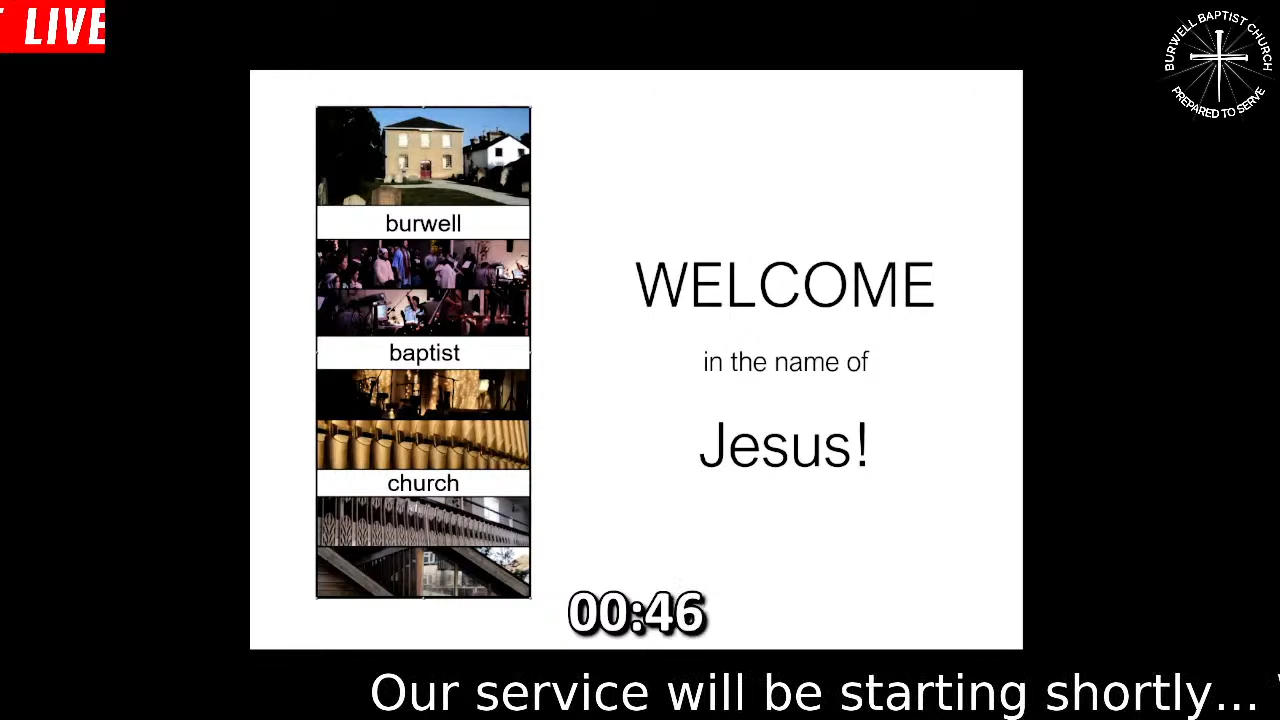 LIVE
BURWELL BAPTIST CHURCH
PREPARED TO SERVE
burwell
baptist
church
WELCOME
in the name of
Jesus!
00:46
Our service will be starting shortly...